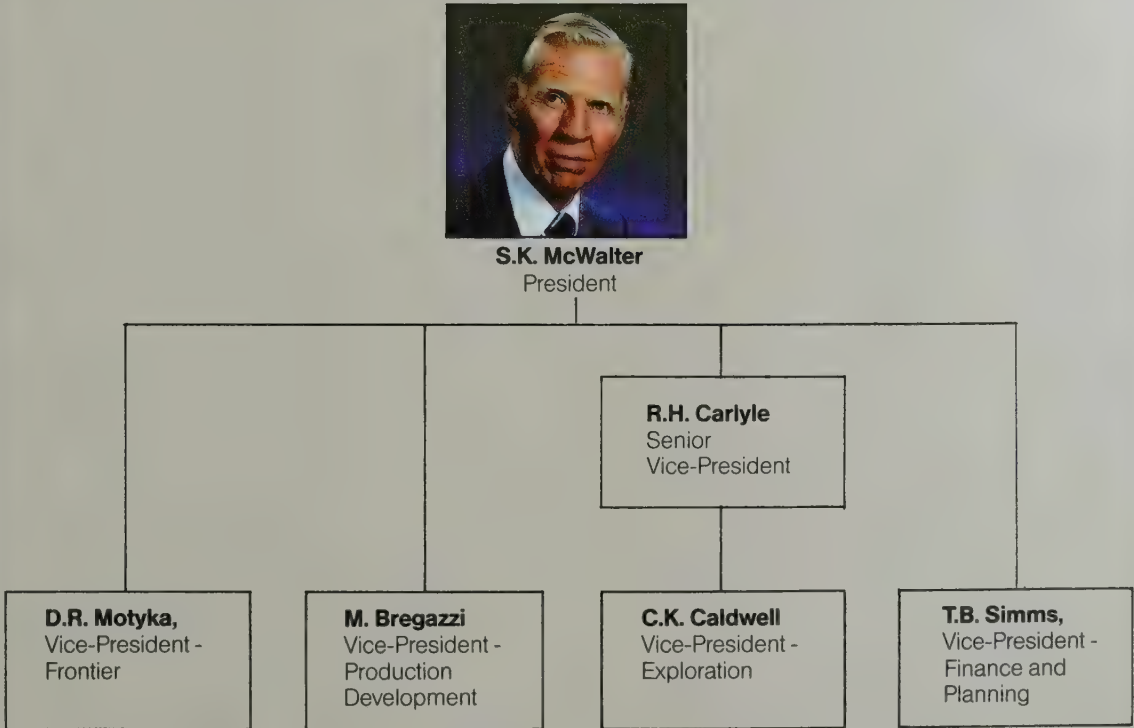 S.K. McWalter
President
R.H. Carlyle
Senior
Vice-President
D.R. Motyka,
Vice-President -
Frontier
M. Bregazzi
Vice-President -
Production
Development
C.K. Caldwell
Vice-President -
Exploration
T.B. Simms,
Vice-President -
Finance and
Planning